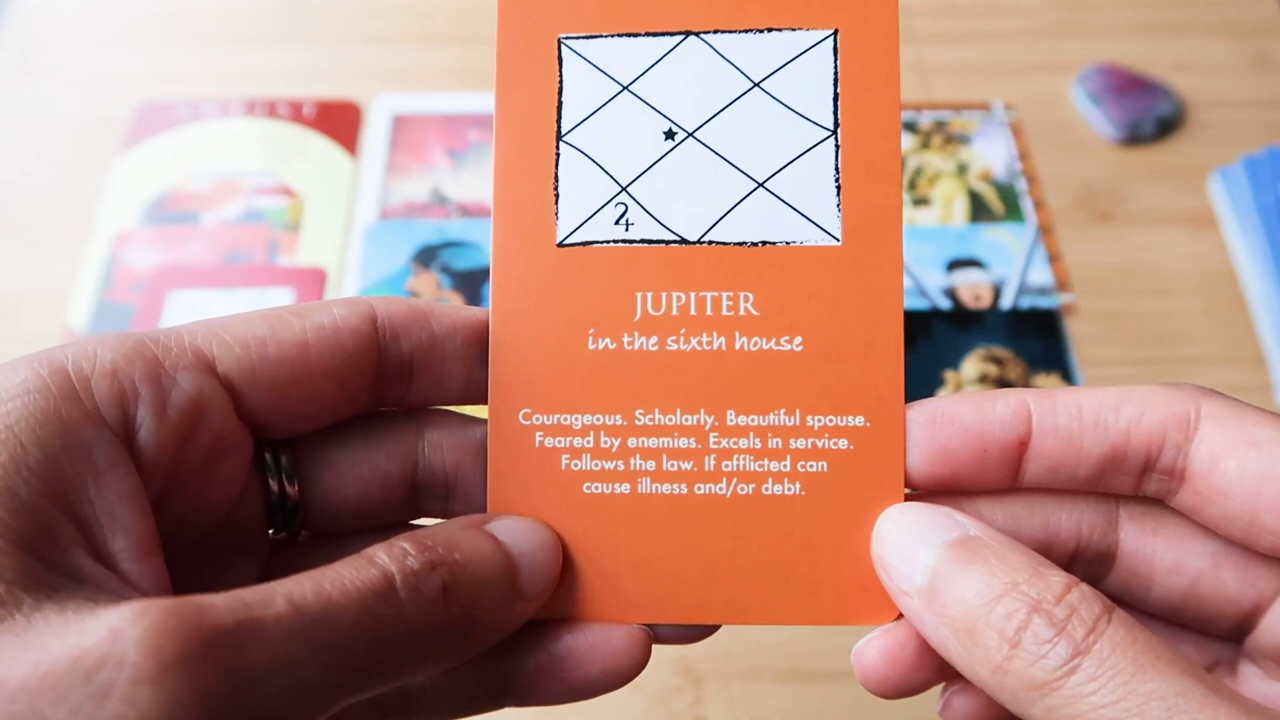 JUPITER
in the sixth house
Courageous. Scholarly. Beautiful spouse.
Feared by enemies. Excels in service.
Follows the law. If afflicted can
cause illness and/or debt.